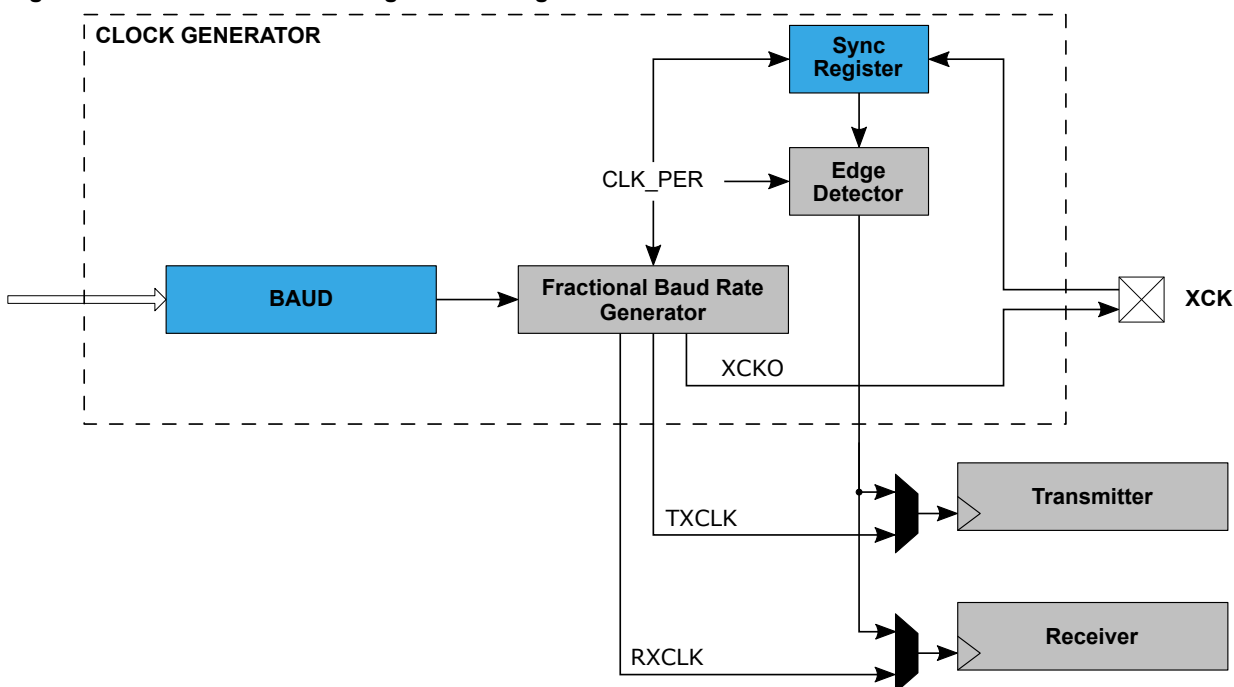 CLOCK GENERATOR
Sync
Register
CLK_PER
Edge
Detector
BAUD
Fractional Baud Rate
Generator
XCK
XCKO
Transmitter
TXCLK
Receiver
RXCLK